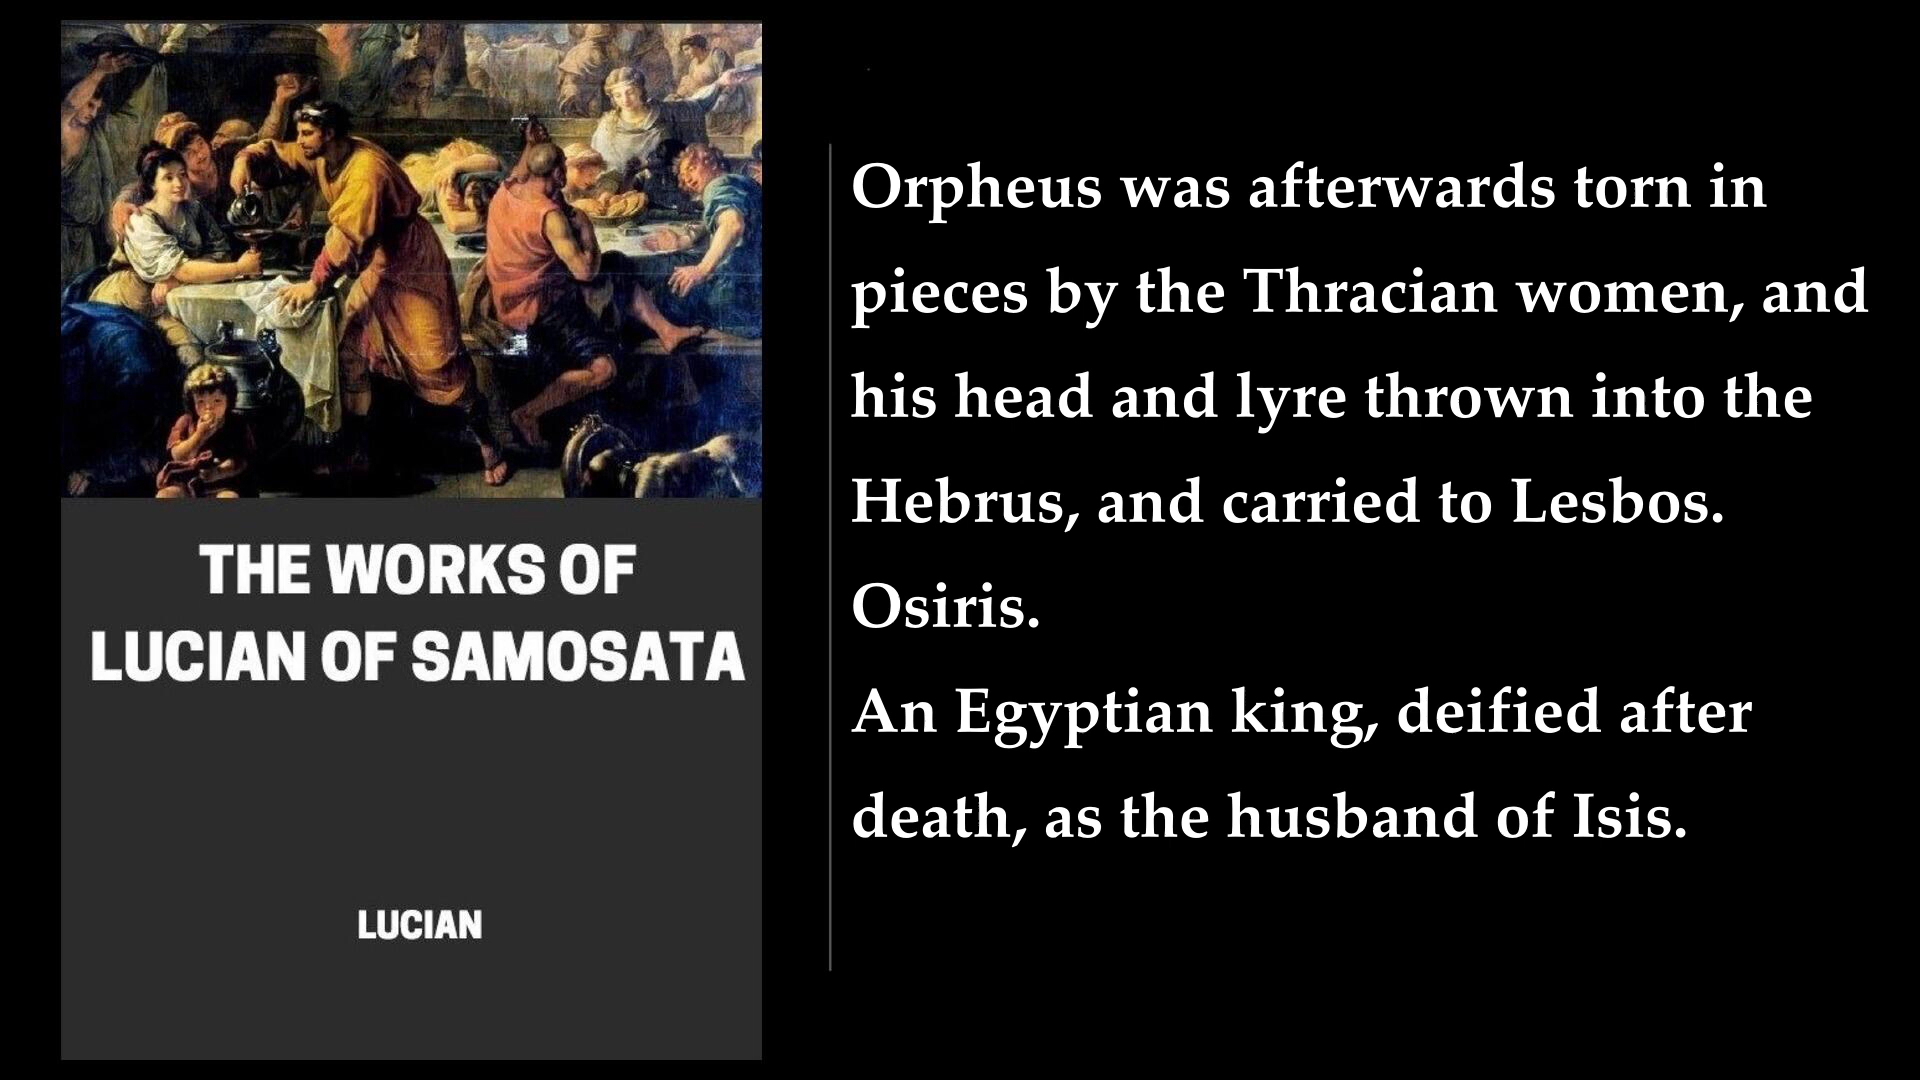 THE WORKS OF
LUCIAN OF SAMOSATA
LUCIAN
Orpheus was afterwards torn in
pieces by the Thracian women, and
his head and lyre thrown into the
Hebrus, and carried to Lesbos.
Osiris.
An Egyptian king, deified after
death, as the husband of Isis.